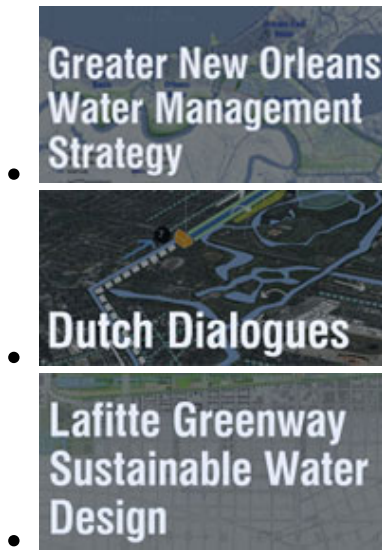 Greater New Orleans
Water Management
Strategy
Dutch Dialogues
Lafitte Greenway
Sustainable Water
Design